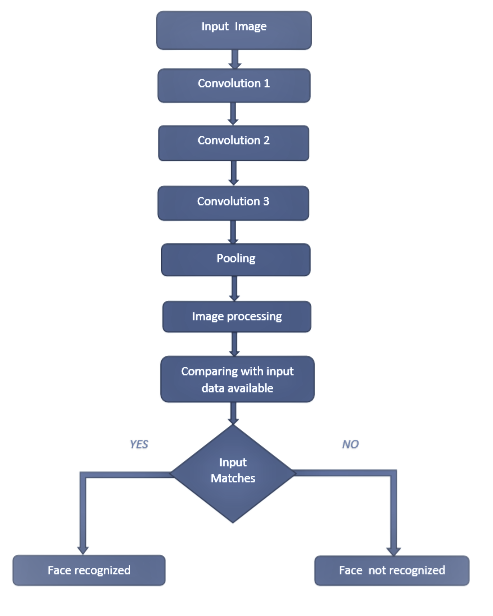 Input Image
Convolution 1
Convolution 2
Convolution 3
Pooling
Image processing
Comparing with input
data available
YES
NO
Input
Matches
Face recognized
Face not recognized